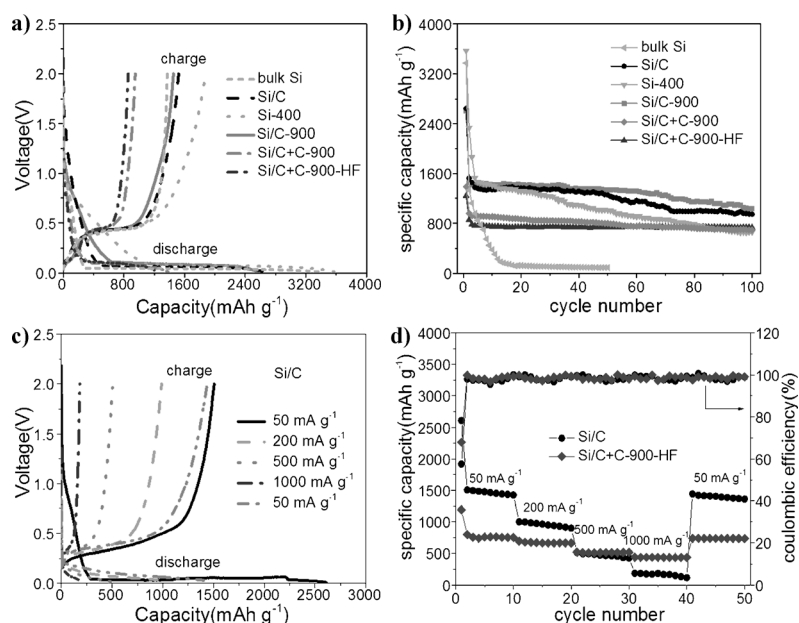 a)
Voltage(V)
2.5
2.0
1.5
1.0
0.5
0.0
charge
bulk Si
Si/C
Si-400
Si/C-900
Si/C+C-900
Si/C+C-900-HF
discharge
0 800 1600 2400 3200 4000
Capacity(mAh g⁻¹)
b)
specific capacity(mAh g⁻¹)
4000
3200
2400
1600
800
0
bulk Si
Si/C
Si-400
Si/C-900
Si/C+C-900
Si/C+C-900-HF
0 20 40 60 80 100
cycle number
c)
Voltage(V)
2.5
2.0
1.5
1.0
0.5
0.0
charge
Si/C
50 mA g⁻¹
200 mA g⁻¹
500 mA g⁻¹
1000 mA g⁻¹
50 mA g⁻¹
discharge
0 500 1000 1500 2000 2500 3000
Capacity(mAh g⁻¹)
d)
specific capacity(mAh g⁻¹)
4000
3500
3000
2500
2000
1500
1000
500
0
Si/C
Si/C+C-900-HF
50 mA g⁻¹
200 mA g⁻¹
500 mA g⁻¹
1000 mA g⁻¹
50 mA g⁻¹
120
100
80
60
40
20
0
coulombic efficiency(%)
0 10 20 30 40 50
cycle number